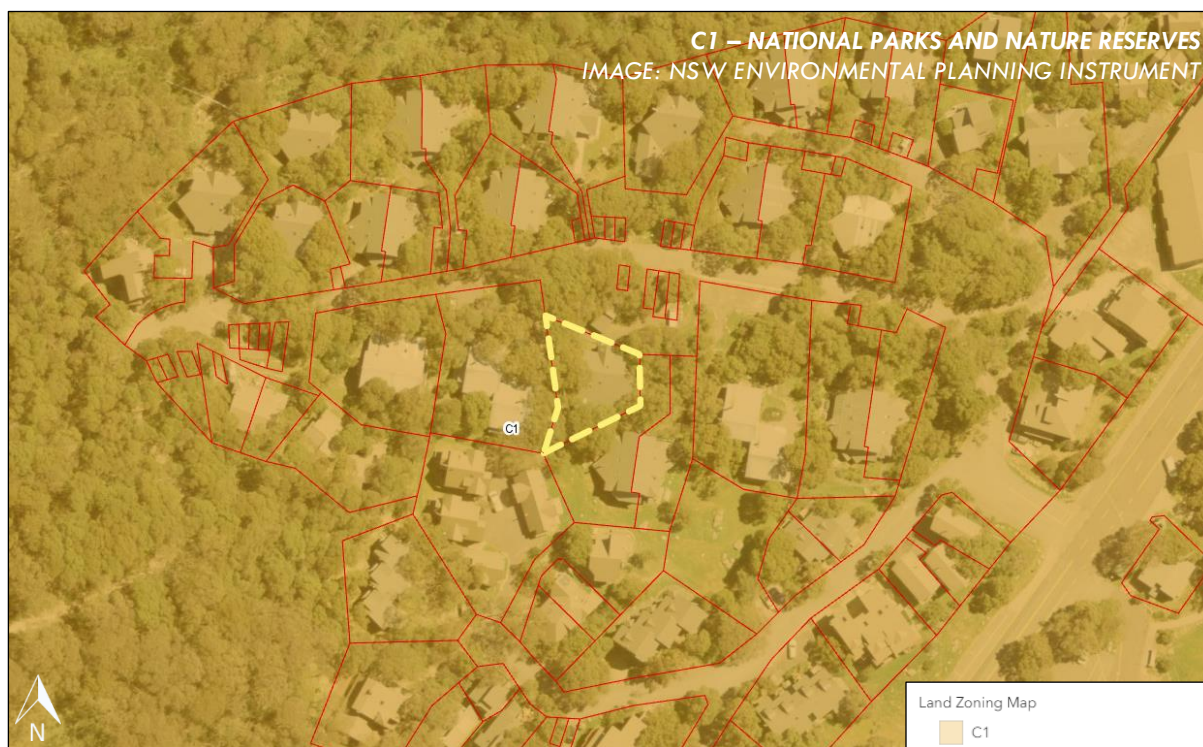 C1 – NATIONAL PARKS AND NATURE RESERVES
IMAGE: NSW ENVIRONMENTAL PLANNING INSTRUMENT
C1
N
Land Zoning Map
C1